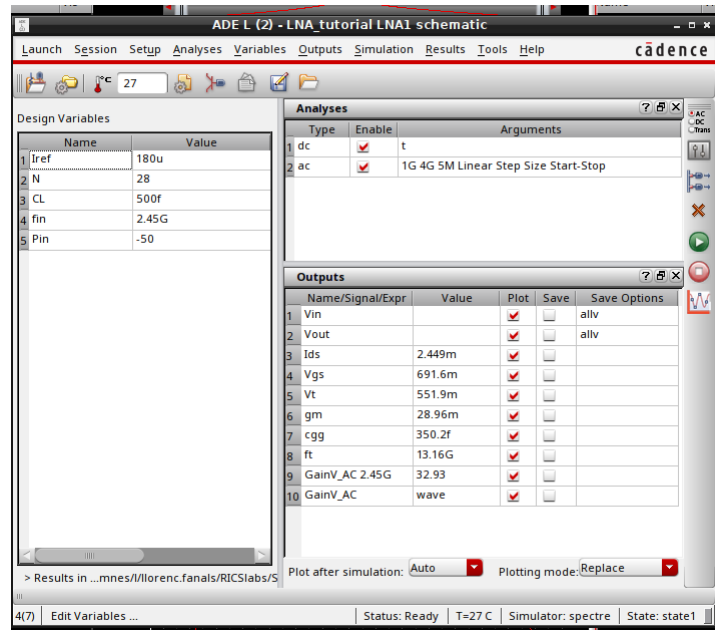 ADE L (2) - LNA_tutorial LNA1 schematic
Launch Session Setup Analyses Variables Outputs Simulation Results Tools Help cādence
°C 27
Design Variables
Name Value
1 Iref 180u
2 N 28
3 CL 500f
4 fin 2.45G
5 Pin -50
> Results in ...mnes/l/llorenc.fanals/RICSlabs/S
Analyses
Type Enable Arguments
1 dc t
2 ac 1G 4G 5M Linear Step Size Start-Stop
AC
DC
Trans
Outputs
Name/Signal/Expr Value Plot Save Save Options
1 Vin allv
2 Vout allv
3 Ids 2.449m
4 Vgs 691.6m
5 Vt 551.9m
6 gm 28.96m
7 cgg 350.2f
8 ft 13.16G
9 GainV_AC 2.45G 32.93
10 GainV_AC wave
Plot after simulation: Auto Plotting mode: Replace
4(7) Edit Variables ... Status: Ready T=27 C Simulator: spectre State: state1